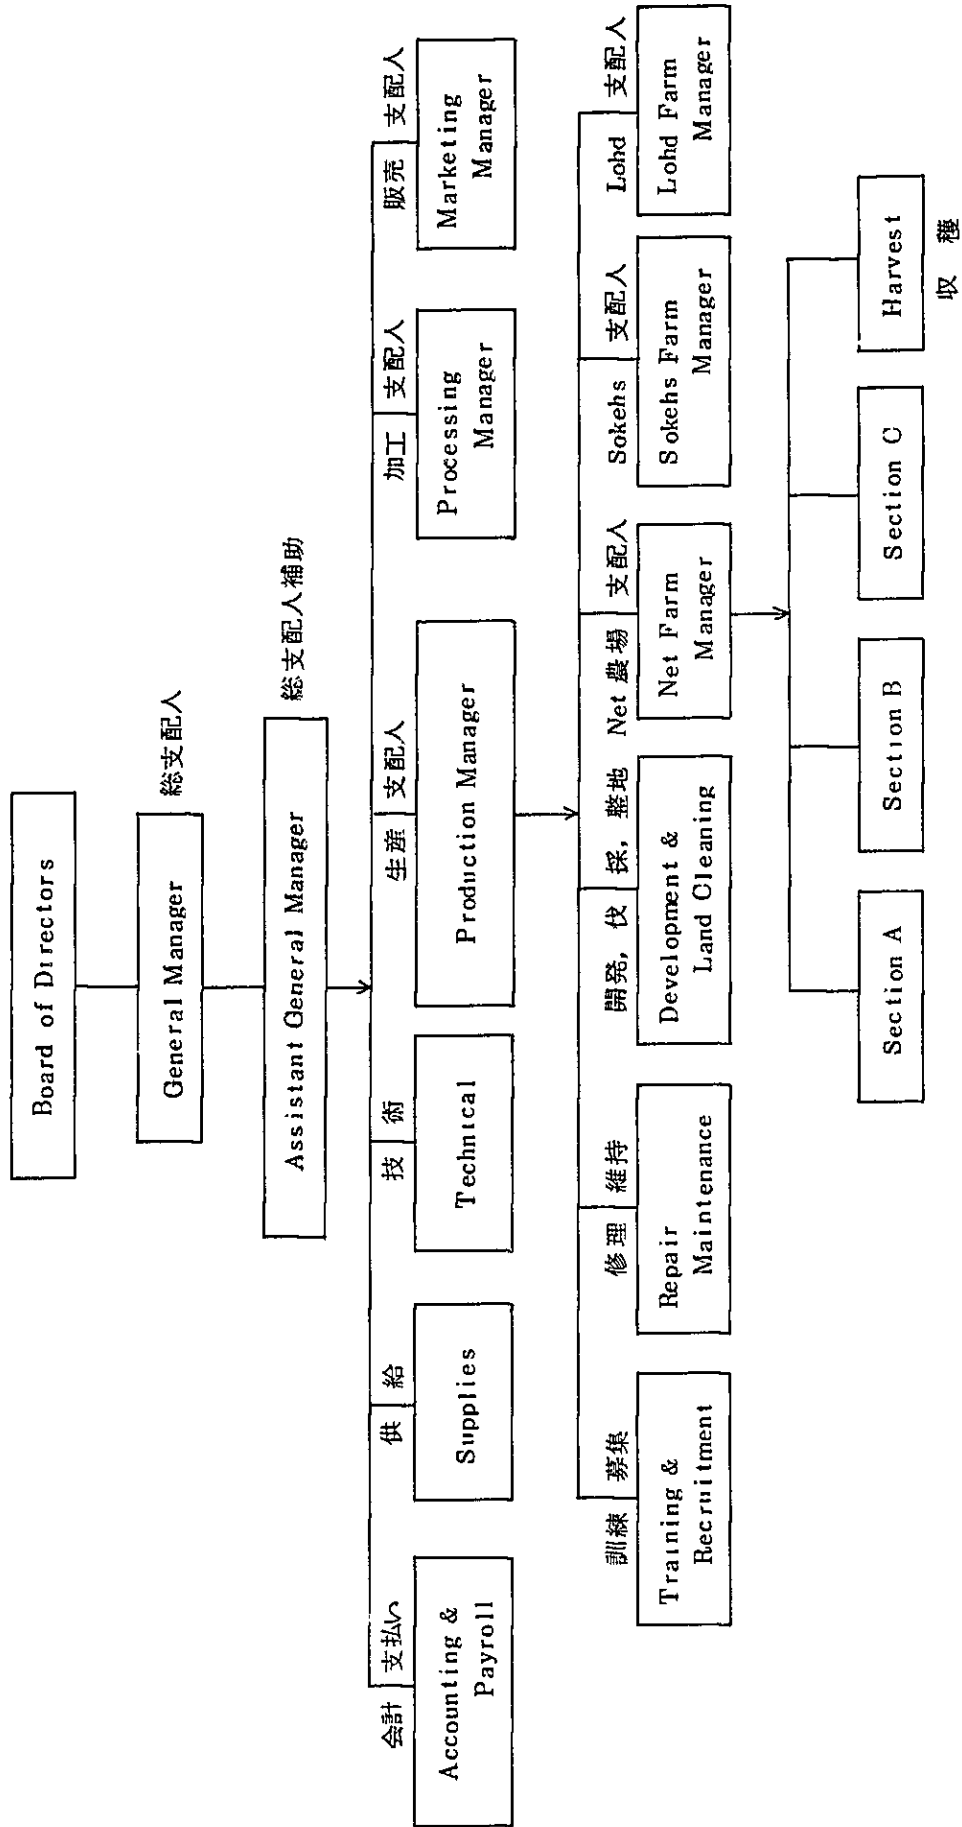 Board of Directors
General Manager
総支配人
Assistant General Manager
総支配人補助
会計 支払い
供 給
技 術
生産 支配人
加工 支配人
販売 支配人
Accounting &
Payroll
Supplies
Technical
Production Manager
Processing
Manager
Marketing
Manager
訓練 募集
修理 維持
開発, 伐 採, 整地
Net 農場 支配人
Sokehs 支配人
Lohd 支配人
Training &
Recruitment
Repair
Maintenance
Development &
Land Cleaning
Net Farm
Manager
Sokehs Farm
Manager
Lohd Farm
Manager
Section A
Section B
Section C
Harvest
収 穫